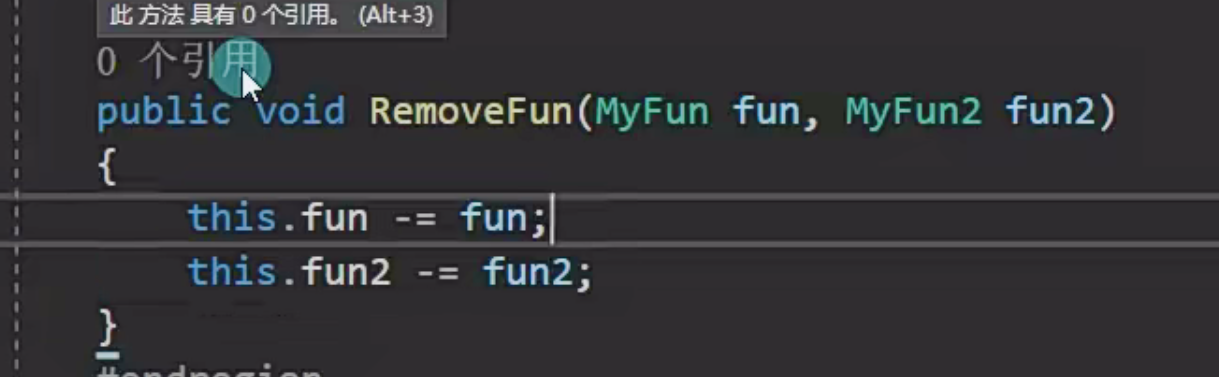 此 方法 具有 0 个引用。 (Alt+3)
0 个引用
public void RemoveFun(MyFun fun, MyFun2 fun2)
{
this.fun -= fun;
this.fun2 -= fun2;
}
#endregion